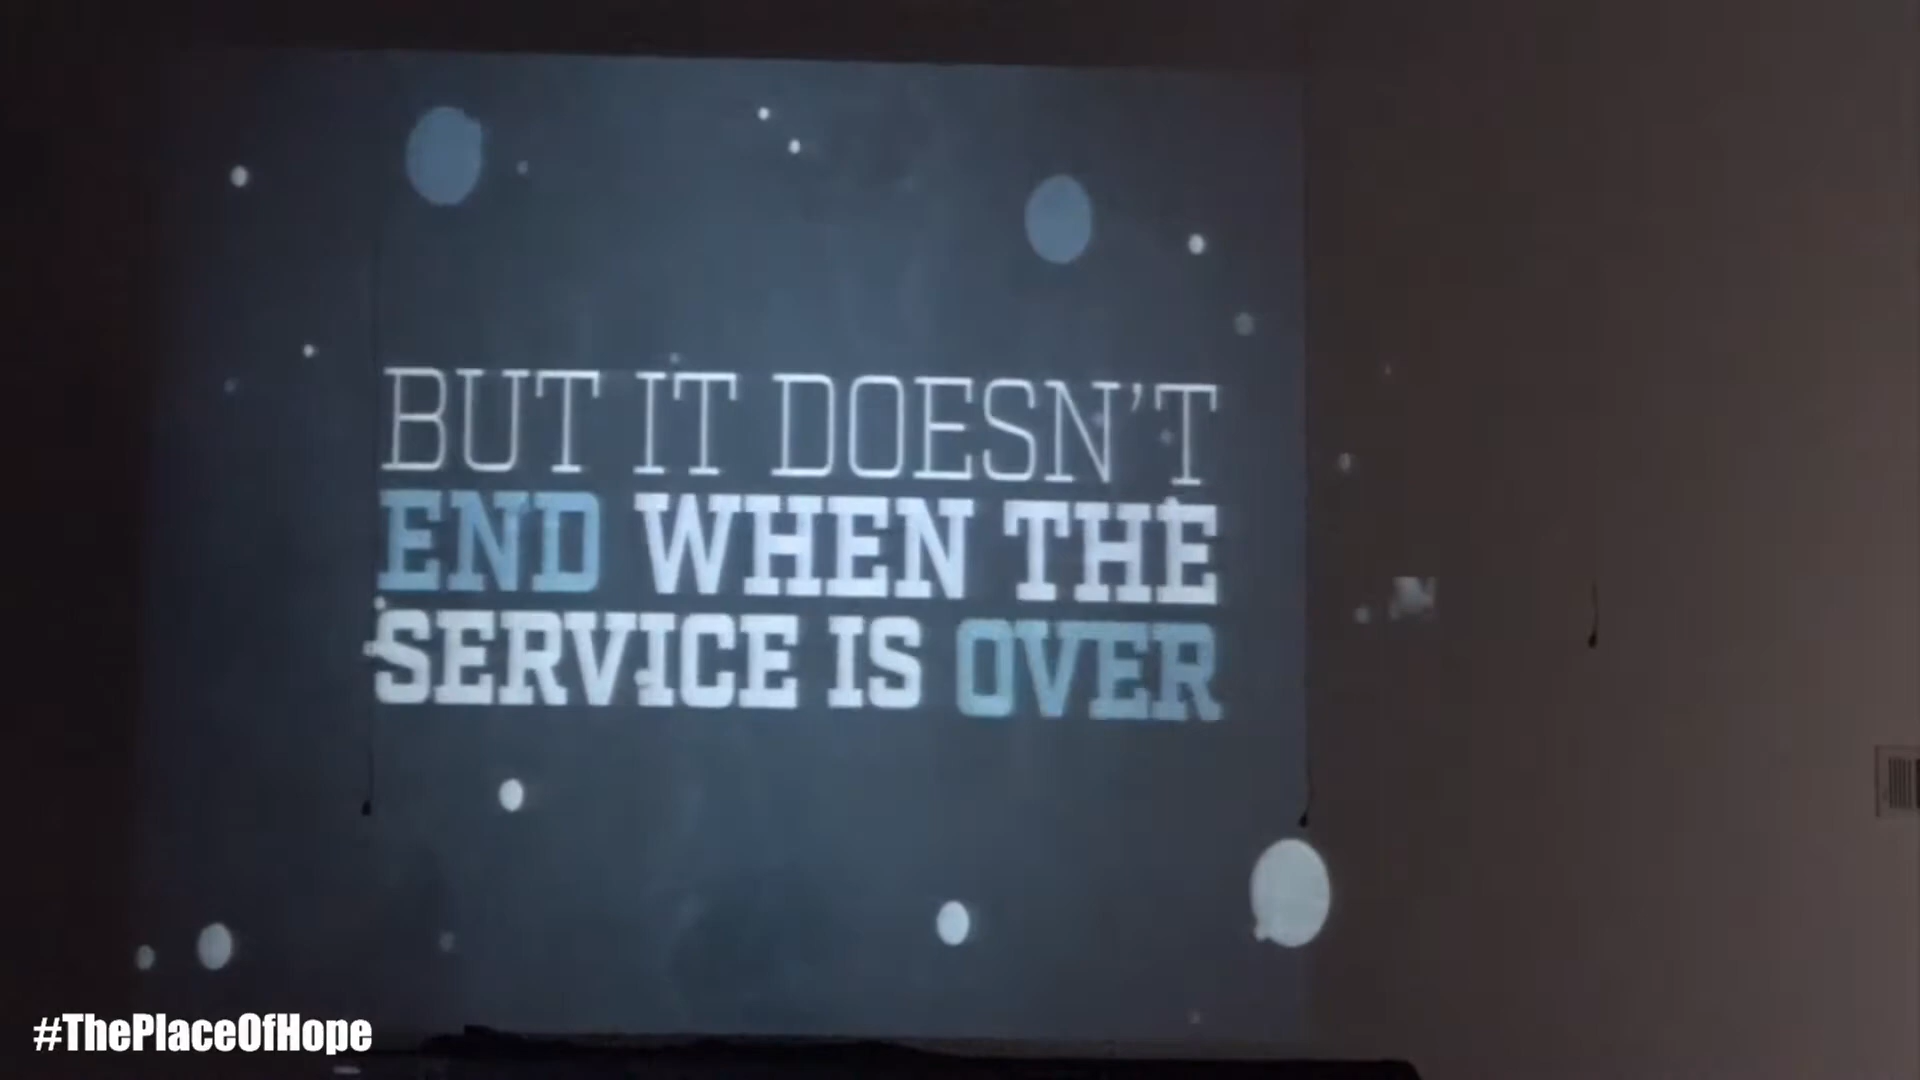 BUT IT DOESN'T
END WHEN THE
SERVICE IS OVER
#ThePlaceOfHope